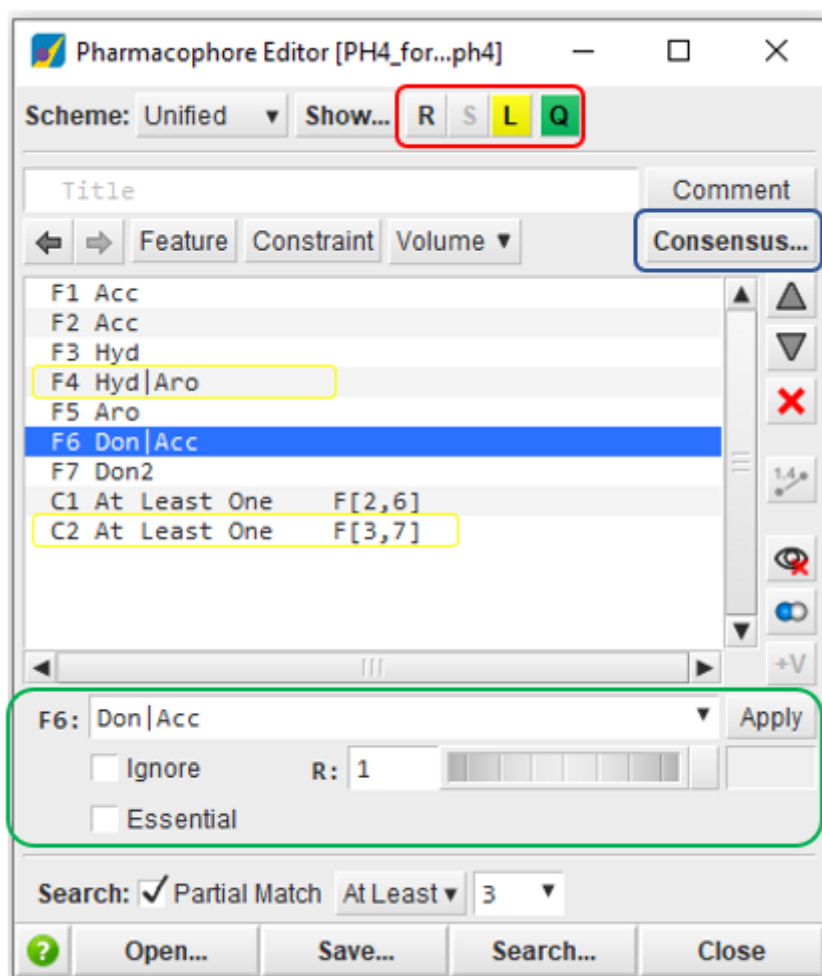 Pharmacophore Editor [PH4_for...ph4]
Scheme: Unified Show... R S L Q
Title Comment
Feature Constraint Volume Consensus...
F1 Acc
F2 Acc
F3 Hyd
F4 Hyd|Aro
F5 Aro
F6 Don|Acc
F7 Don2
C1 At Least One F[2,6]
C2 At Least One F[3,7]
1.4
+V
F6: Don|Acc Apply
Ignore R: 1
Essential
Search: Partial Match At Least 3
? Open... Save... Search... Close